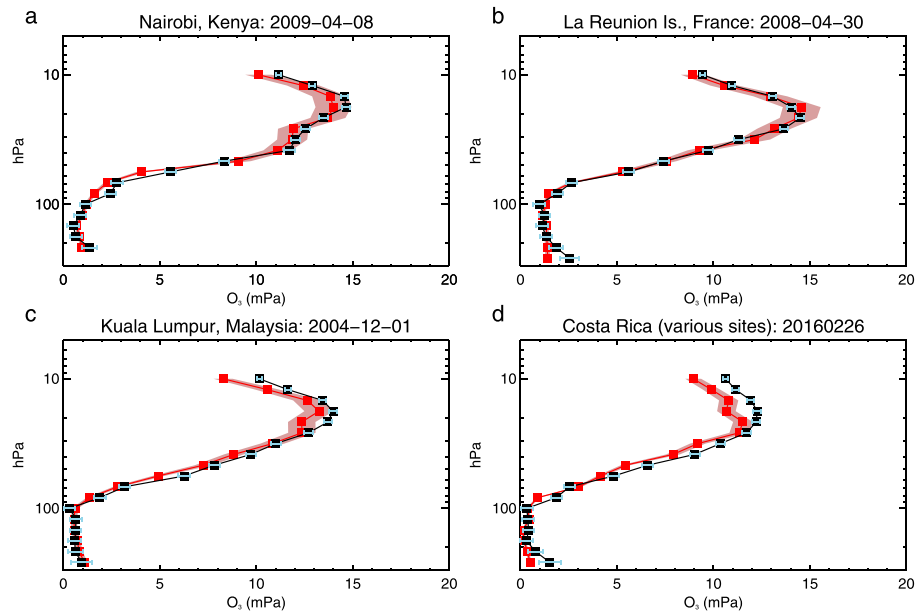 a
Nairobi, Kenya: 2009−04−08
10
100
hPa
0 5 10 15 20
O₃ (mPa)
b
La Reunion Is., France: 2008−04−30
10
100
hPa
0 5 10 15 20
O₃ (mPa)
c
Kuala Lumpur, Malaysia: 2004−12−01
10
100
hPa
0 5 10 15 20
O₃ (mPa)
d
Costa Rica (various sites): 20160226
10
100
hPa
0 5 10 15 20
O₃ (mPa)